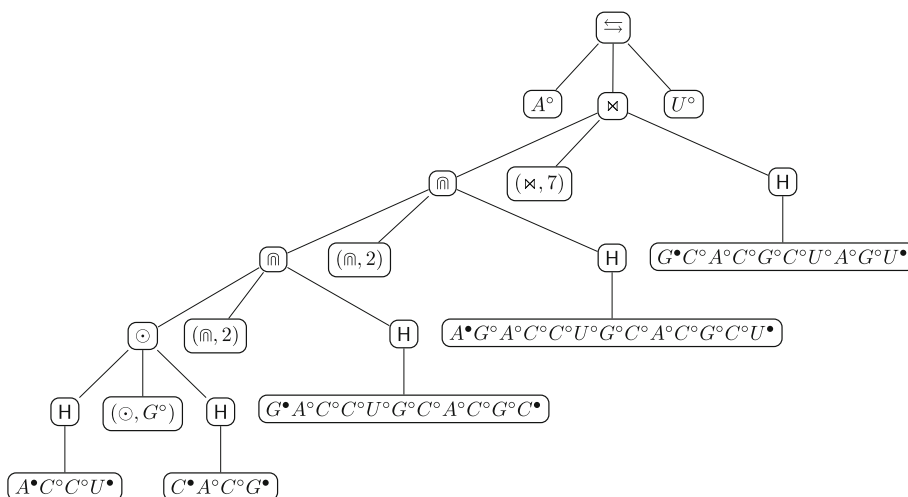 ⇆
A° ⋈ U°
⋒ (⋈, 7) H
⋒ (⋒, 2) H G•C°A°C°G°C°U°A°G°U•
⊙ (⋒, 2) H A•G°A°C°C°U°G°C°A°C°G°C°U•
H (⊙, G°) H G•A°C°C°U°G°C°A°C°G°C•
A•C°C°U• C•A°C°G•